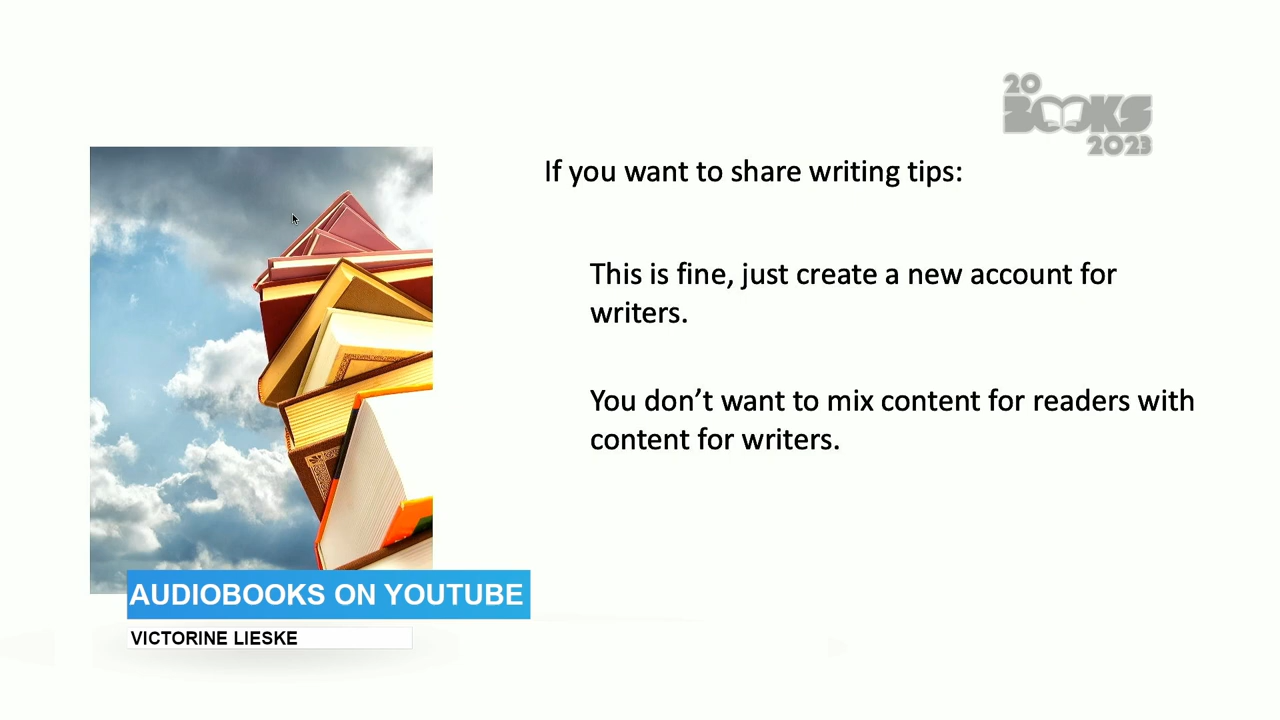 20
BOOKS
2023
If you want to share writing tips:
This is fine, just create a new account for
writers.
You don’t want to mix content for readers with
content for writers.
AUDIOBOOKS ON YOUTUBE
VICTORINE LIESKE